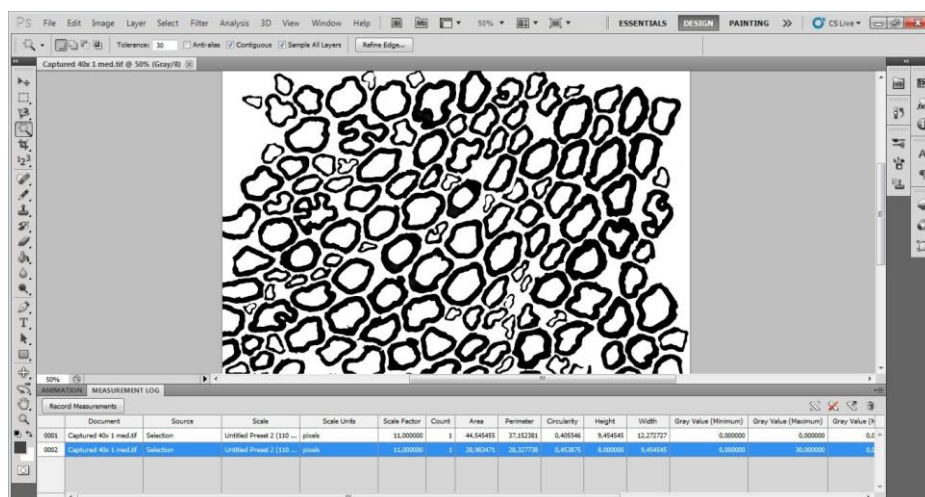 Ps File Edit Image Layer Select Filter Analysis 3D View Window Help Mb 50% ESSENTIALS DESIGN PAINTING CS Live
Tolerance: 30 Anti-alias Contiguous Sample All Layers Refine Edge...
Captured 40x 1 med.tif @ 50% (Gray/8)
50%
ANIMATION MEASUREMENT LOG
Record Measurements
Document Source Scale Scale Units Scale Factor Count Area Perimeter Circularity Height Width Gray Value (Minimum) Gray Value (Maximum) Gray Value (M
0001 Captured 40x 1 med.tif Selection Untitled Preset 2 (110 ... pixels 11,000000 1 44,545455 37,152381 0,405546 9,454545 12,272727 0,000000 0,000000 0,0
0002 Captured 40x 1 med.tif Selection Untitled Preset 2 (110 ... pixels 11,000000 1 28,983471 28,327738 0,453875 8,000000 9,454545 0,000000 30,000000 0,0